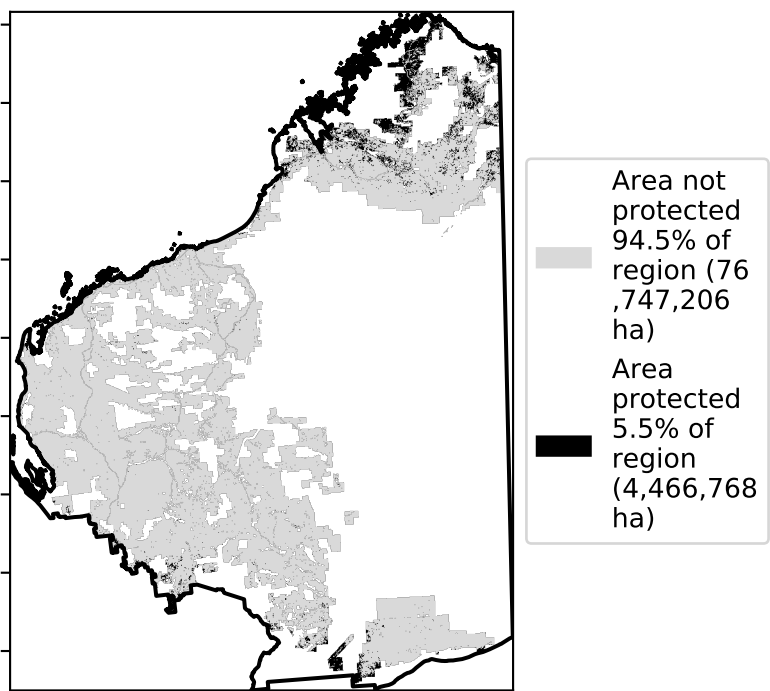 Area not
protected
94.5% of
region (76
,747,206
ha)
Area
protected
5.5% of
region
(4,466,768
ha)